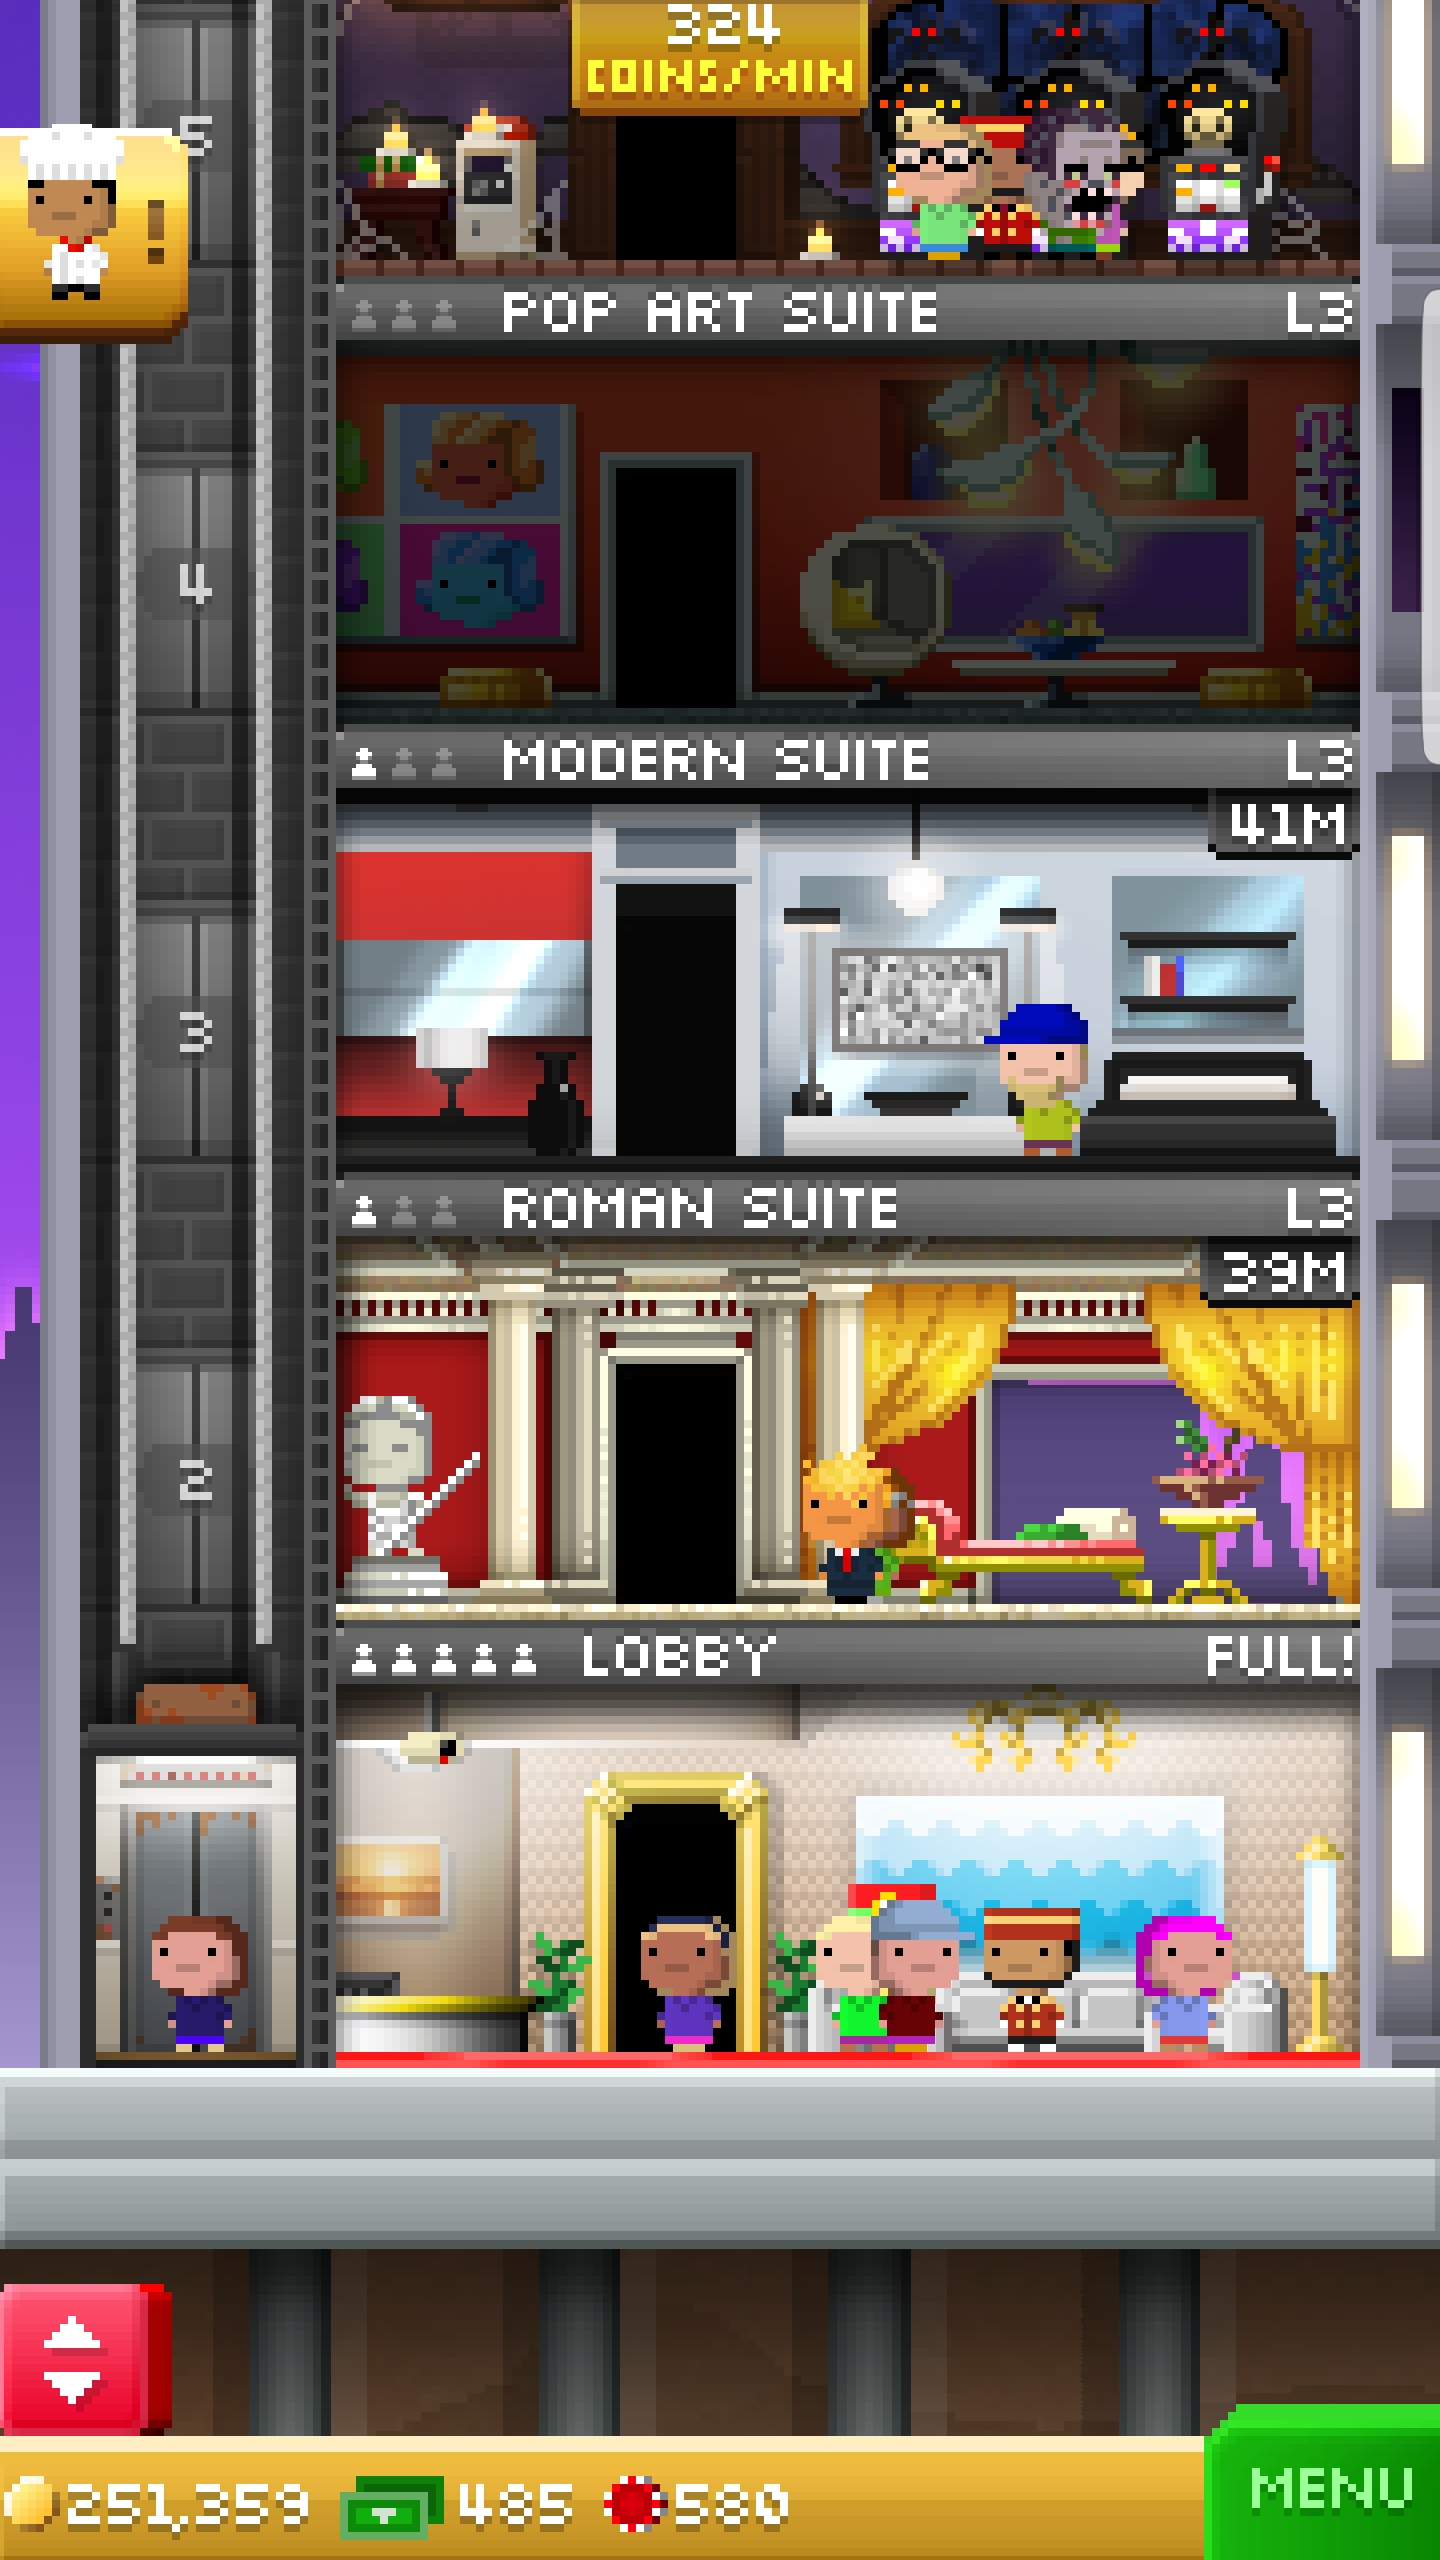 324
COINS/MIN
5
!
POP ART SUITE L3
4
MODERN SUITE L3
41M
3
ROMAN SUITE L3
39M
2
LOBBY FULL!
251,359 485 580
MENU